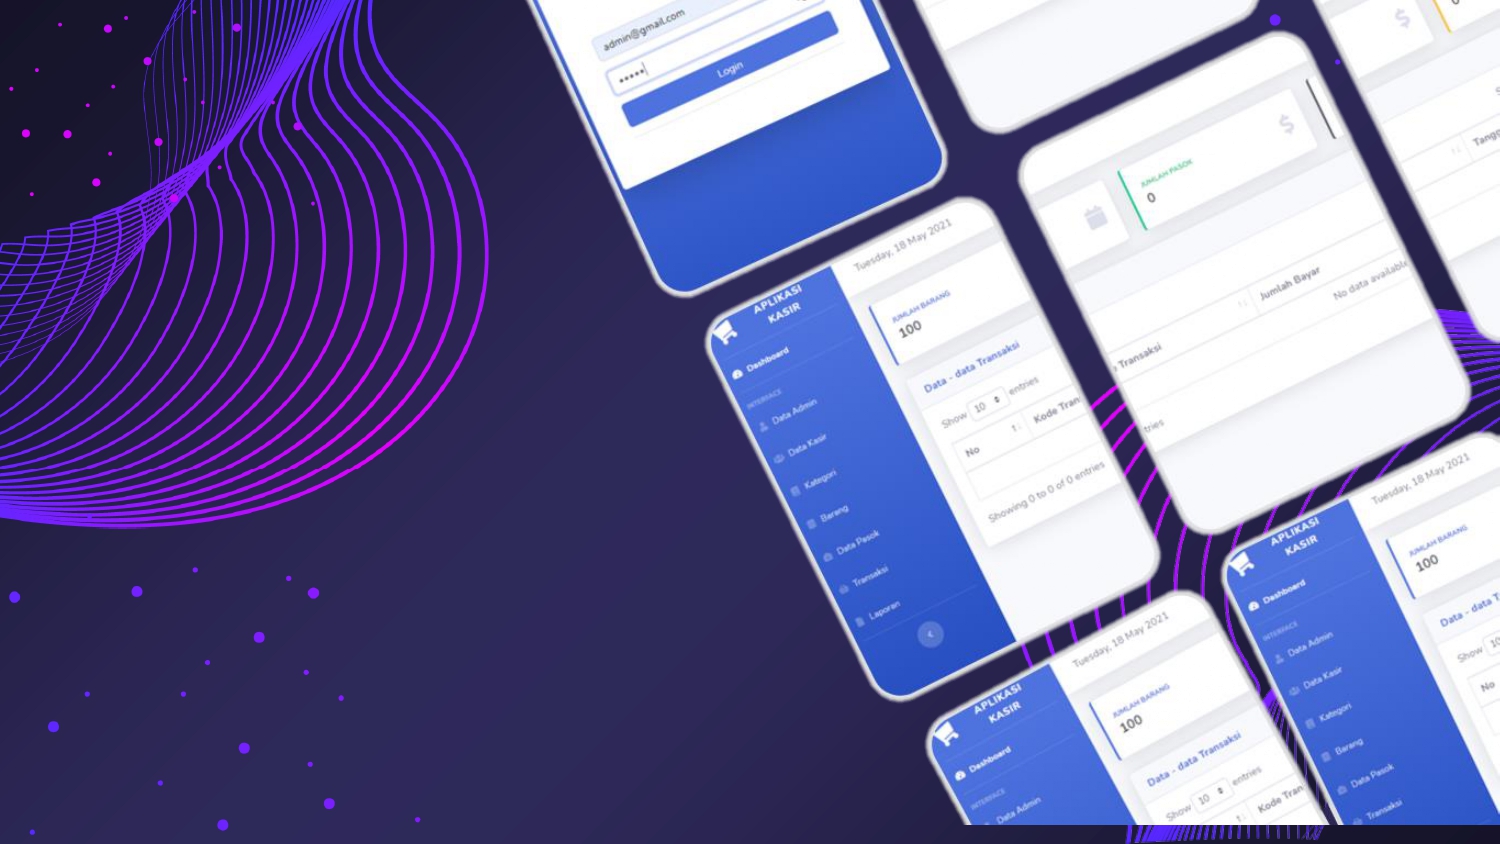 admin@gmail.com
Login
Tuesday, 18 May 2021
APLIKASI
KASIR
JUMLAH BARANG
100
Dashboard
INTERFACE
Data Admin
Data Kasir
Kategori
Barang
Data Pasok
Transaksi
Laporan
Data - data Transaksi
Show 10 entries
No
Kode Tran
Showing 0 to 0 of 0 entries
JUMLAH PASOK
0
Jumlah Bayar
Transaksi
No data available
tries
Tangg
Tuesday, 18 May 2021
APLIKASI
KASIR
JUMLAH BARANG
100
Dashboard
INTERFACE
Data Admin
Data - data Transaksi
Show 10 entries
Kode Tran
Tuesday, 18 May 2021
APLIKASI
KASIR
JUMLAH BARANG
100
Dashboard
INTERFACE
Data Admin
Data Kasir
Kategori
Barang
Data Pasok
Transaksi
Data - data T
Show 10
No